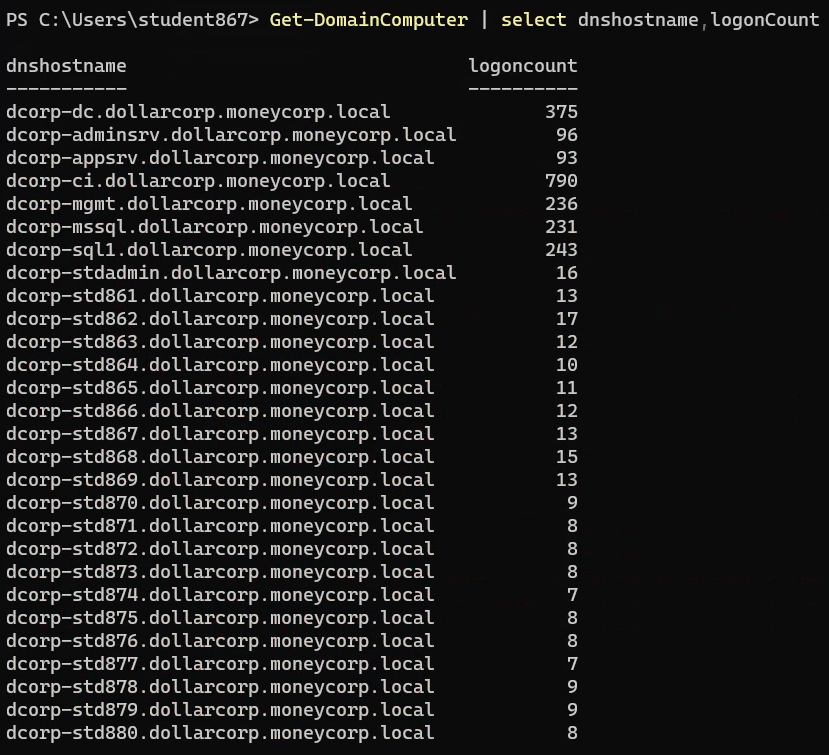 PS C:\Users\student867> Get-DomainComputer | select dnshostname,logonCount
dnshostname logoncount
----------- ----------
dcorp-dc.dollarcorp.moneycorp.local 375
dcorp-adminsrv.dollarcorp.moneycorp.local 96
dcorp-appsrv.dollarcorp.moneycorp.local 93
dcorp-ci.dollarcorp.moneycorp.local 790
dcorp-mgmt.dollarcorp.moneycorp.local 236
dcorp-mssql.dollarcorp.moneycorp.local 231
dcorp-sql1.dollarcorp.moneycorp.local 243
dcorp-stdadmin.dollarcorp.moneycorp.local 16
dcorp-std861.dollarcorp.moneycorp.local 13
dcorp-std862.dollarcorp.moneycorp.local 17
dcorp-std863.dollarcorp.moneycorp.local 12
dcorp-std864.dollarcorp.moneycorp.local 10
dcorp-std865.dollarcorp.moneycorp.local 11
dcorp-std866.dollarcorp.moneycorp.local 12
dcorp-std867.dollarcorp.moneycorp.local 13
dcorp-std868.dollarcorp.moneycorp.local 15
dcorp-std869.dollarcorp.moneycorp.local 13
dcorp-std870.dollarcorp.moneycorp.local 9
dcorp-std871.dollarcorp.moneycorp.local 8
dcorp-std872.dollarcorp.moneycorp.local 8
dcorp-std873.dollarcorp.moneycorp.local 8
dcorp-std874.dollarcorp.moneycorp.local 7
dcorp-std875.dollarcorp.moneycorp.local 8
dcorp-std876.dollarcorp.moneycorp.local 8
dcorp-std877.dollarcorp.moneycorp.local 7
dcorp-std878.dollarcorp.moneycorp.local 9
dcorp-std879.dollarcorp.moneycorp.local 9
dcorp-std880.dollarcorp.moneycorp.local 8